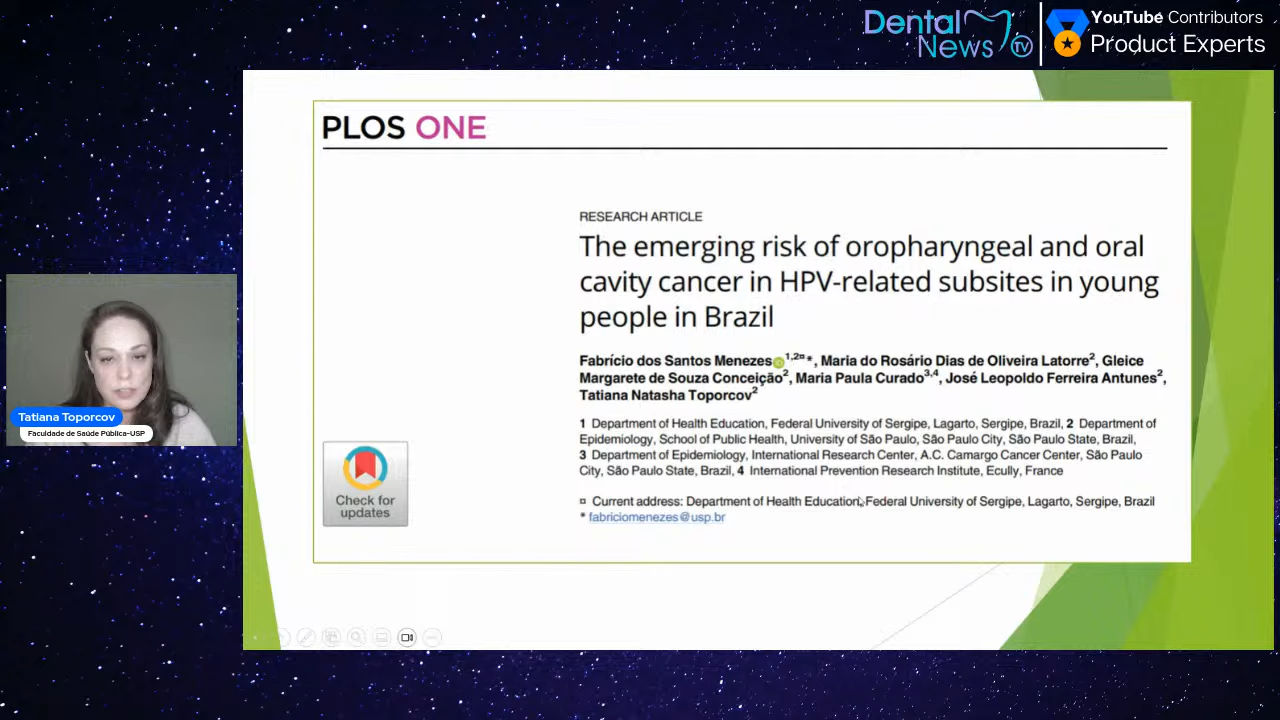 Dental News TV
YouTube Contributors
Product Experts
PLOS ONE
RESEARCH ARTICLE
The emerging risk of oropharyngeal and oral
cavity cancer in HPV-related subsites in young
people in Brazil
Fabrício dos Santos Menezes 1,2¤*, Maria do Rosário Dias de Oliveira Latorre2, Gleice
Margarete de Souza Conceição2, Maria Paula Curado3,4, José Leopoldo Ferreira Antunes2,
Tatiana Natasha Toporcov2
1 Department of Health Education, Federal University of Sergipe, Lagarto, Sergipe, Brazil, 2 Department of
Epidemiology, School of Public Health, University of São Paulo, São Paulo City, São Paulo State, Brazil,
3 Department of Epidemiology, International Research Center, A.C. Camargo Cancer Center, São Paulo
City, São Paulo State, Brazil, 4 International Prevention Research Institute, Ecully, France
¤ Current address: Department of Health Education, Federal University of Sergipe, Lagarto, Sergipe, Brazil
* fabriciomenezes@usp.br
Check for
updates
Tatiana Toporcov
Faculdade de Saúde Pública-USP